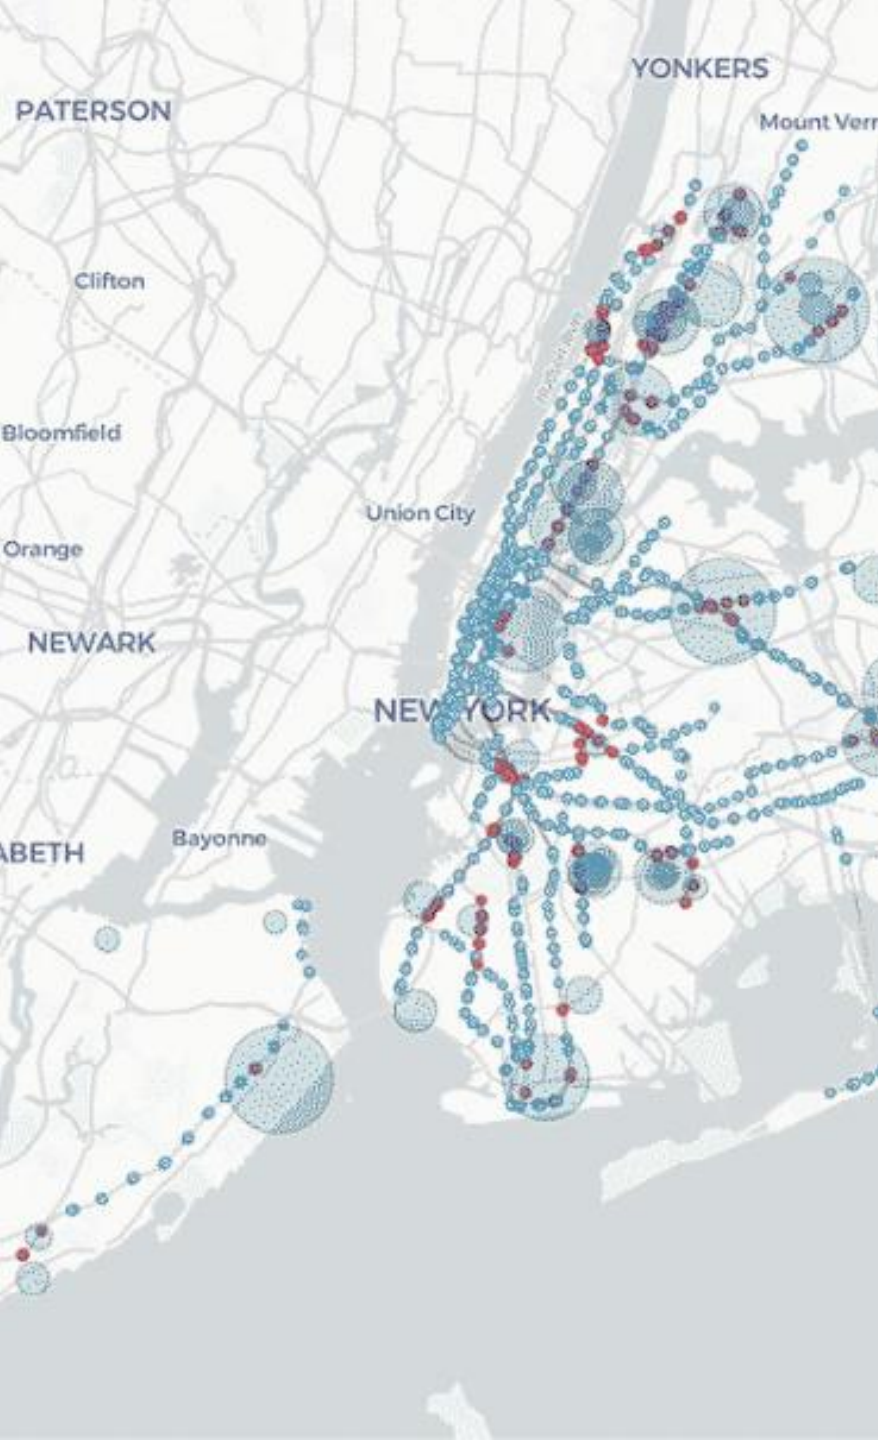 YONKERS
PATERSON
Mount Verr
Clifton
Bloomfield
Union City
Orange
NEWARK
NEW YORK
Bayonne
ABETH